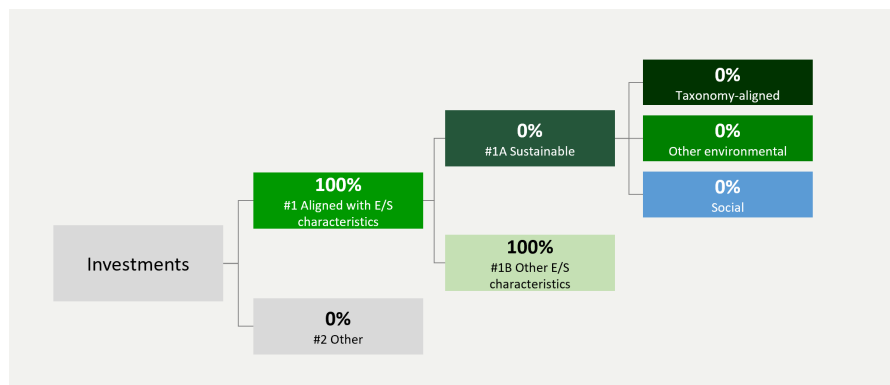 Investments
100%
#1 Aligned with E/S
characteristics
0%
#2 Other
0%
#1A Sustainable
100%
#1B Other E/S
characteristics
0%
Taxonomy-aligned
0%
Other environmental
0%
Social